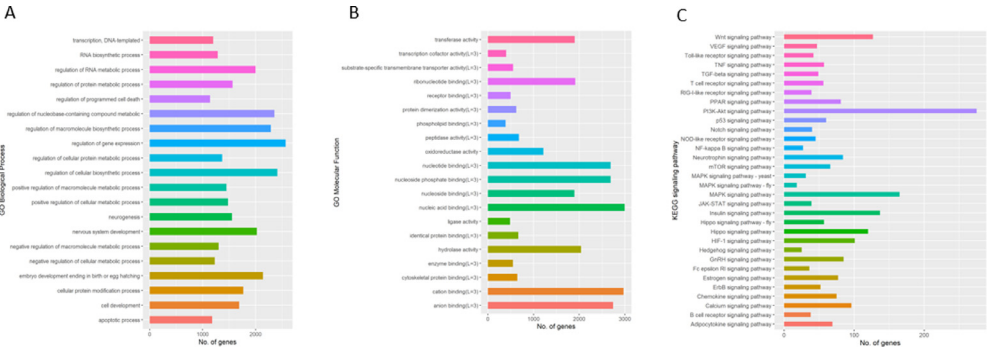 A
B
C
GO Biological Process
transcription, DNA-templated
RNA biosynthetic process
regulation of RNA metabolic process
regulation of protein metabolic process
regulation of programmed cell death
regulation of nucleobase-containing compound metabolic
regulation of macromolecule biosynthetic process
regulation of gene expression
regulation of cellular protein metabolic process
regulation of cellular biosynthetic process
positive regulation of macromolecule metabolic process
positive regulation of cellular metabolic process
neurogenesis
nervous system development
negative regulation of macromolecule metabolic process
negative regulation of cellular metabolic process
embryo development ending in birth or egg hatching
cellular protein modification process
cell development
apoptotic process
0 1000 2000
No. of genes
GO Molecular Function
transferase activity
transcription cofactor activity(L=3)
substrate-specific transmembrane transporter activity(L=3)
ribonucleotide binding(L=3)
receptor binding(L=3)
protein dimerization activity(L=3)
phospholipid binding(L=3)
peptidase activity(L=3)
oxidoreductase activity
nucleotide binding(L=3)
nucleoside phosphate binding(L=3)
nucleoside binding(L=3)
nucleic acid binding(L=3)
ligase activity
identical protein binding(L=3)
hydrolase activity
enzyme binding(L=3)
cytoskeletal protein binding(L=3)
cation binding(L=3)
anion binding(L=3)
0 1000 2000 3000
No. of genes
KEGG signaling pathway
Wnt signaling pathway
VEGF signaling pathway
Toll-like receptor signaling pathway
TNF signaling pathway
TGF-beta signaling pathway
T cell receptor signaling pathway
RIG-I-like receptor signaling pathway
PPAR signaling pathway
PI3K-Akt signaling pathway
p53 signaling pathway
Notch signaling pathway
NOD-like receptor signaling pathway
NF-kappa B signaling pathway
Neurotrophin signaling pathway
mTOR signaling pathway
MAPK signaling pathway - yeast
MAPK signaling pathway - fly
MAPK signaling pathway
JAK-STAT signaling pathway
Insulin signaling pathway
Hippo signaling pathway - fly
Hippo signaling pathway
HIF-1 signaling pathway
Hedgehog signaling pathway
GnRH signaling pathway
Fc epsilon RI signaling pathway
Estrogen signaling pathway
ErbB signaling pathway
Chemokine signaling pathway
Calcium signaling pathway
B cell receptor signaling pathway
Adipocytokine signaling pathway
0 100 200
No. of genes